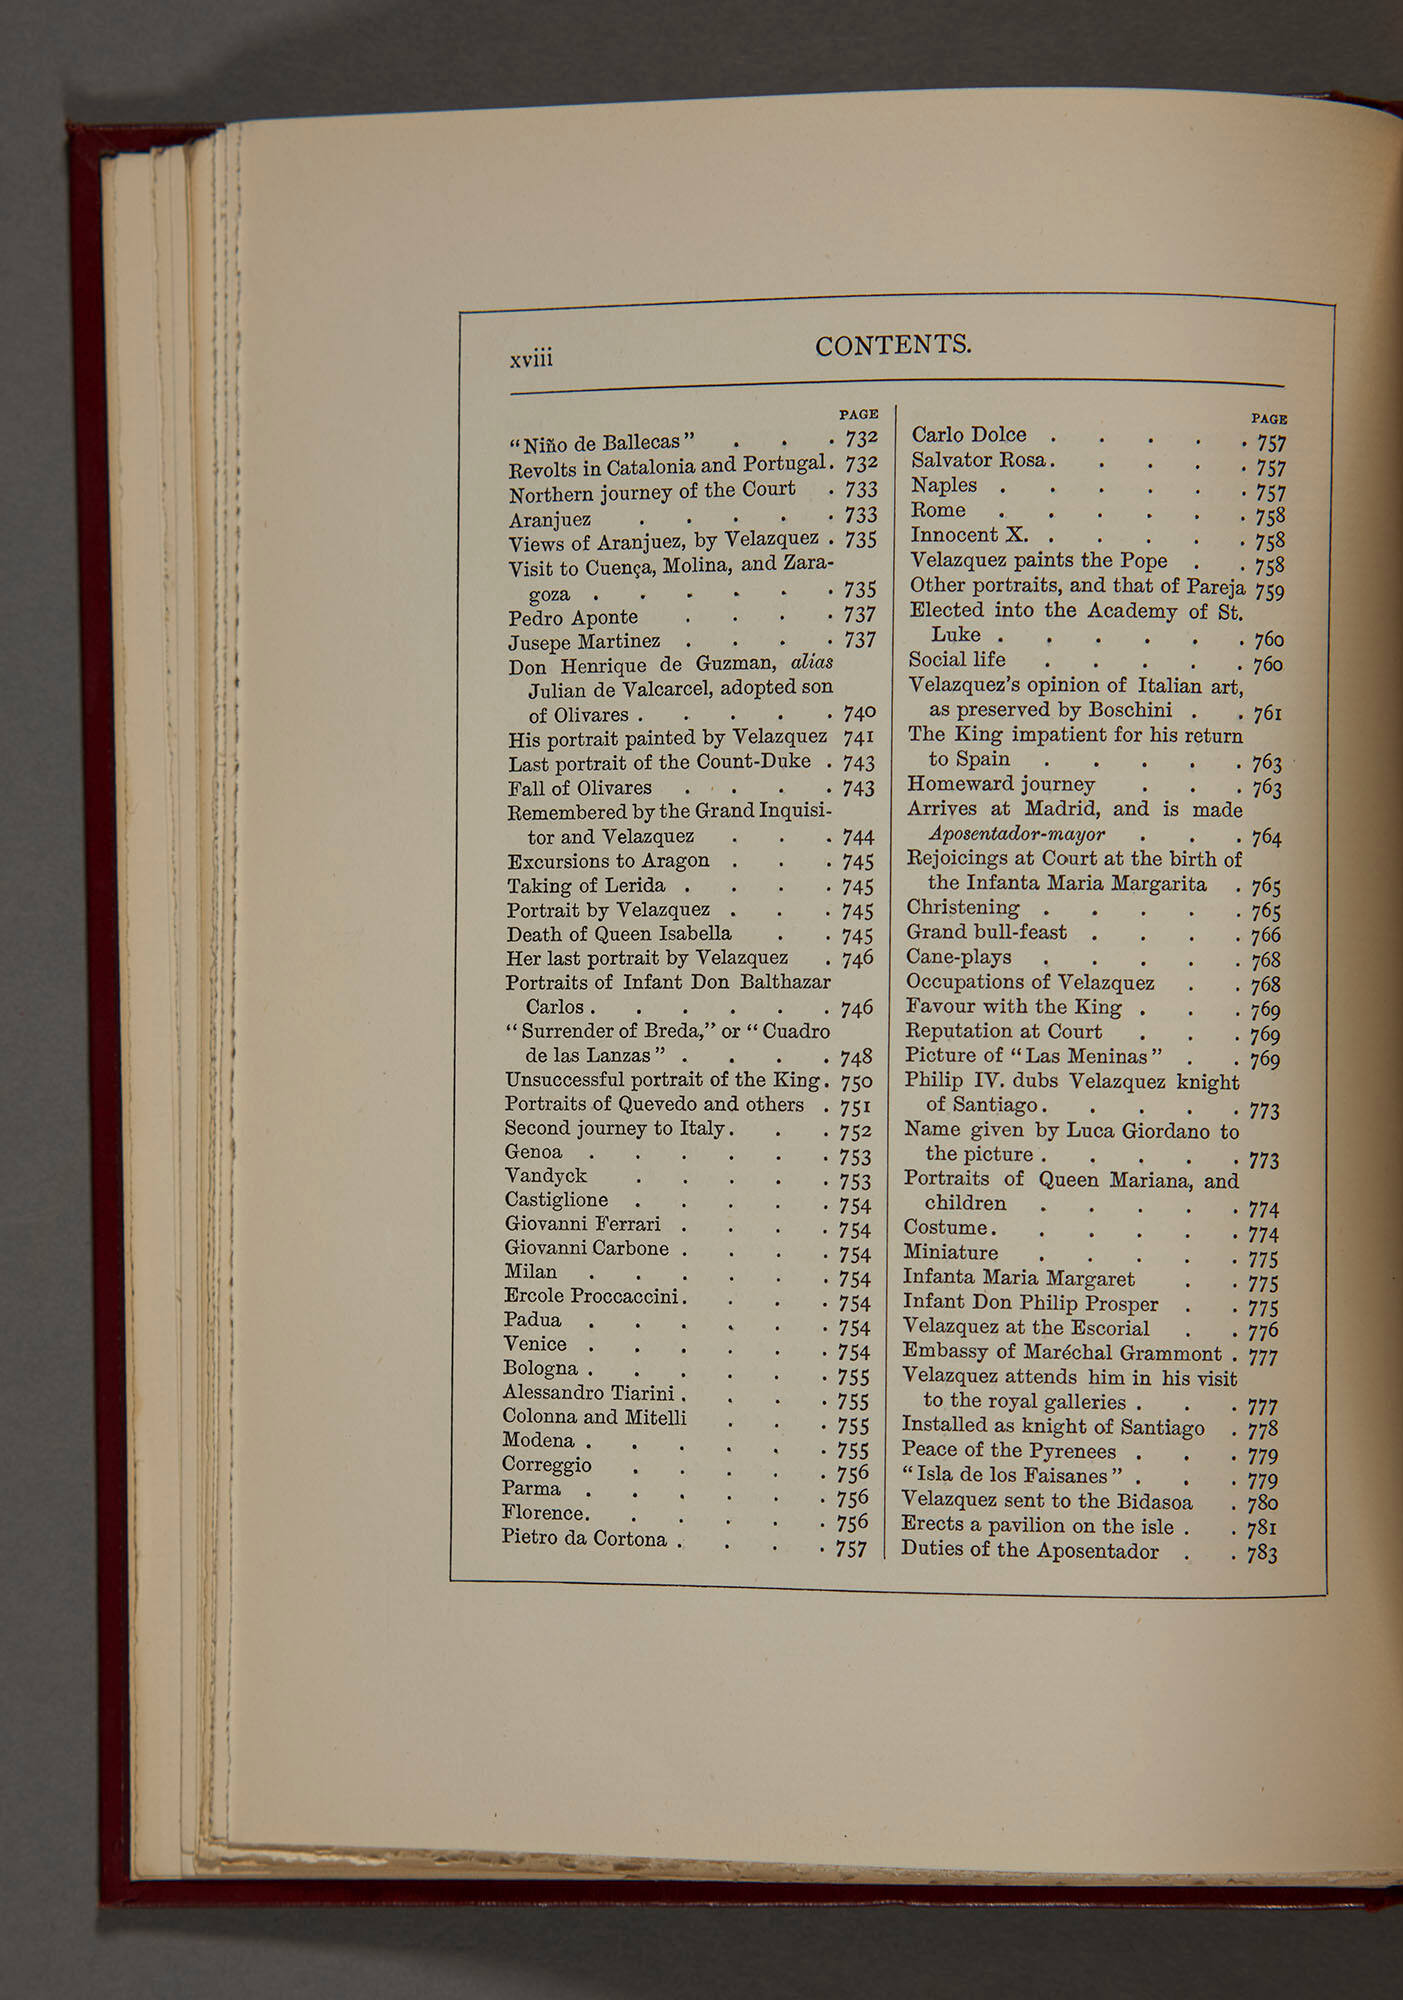 xviii
CONTENTS.
PAGE
“Niño de Ballecas” . . . 732
Revolts in Catalonia and Portugal. 732
Northern journey of the Court . 733
Aranjuez . . . . . 733
Views of Aranjuez, by Velazquez . 735
Visit to Cuença, Molina, and Zara-
goza . . . . . . 735
Pedro Aponte . . . . 737
Jusepe Martinez . . . . 737
Don Henrique de Guzman, alias
Julian de Valcarcel, adopted son
of Olivares . . . . . 740
His portrait painted by Velazquez 741
Last portrait of the Count-Duke . 743
Fall of Olivares . . . . 743
Remembered by the Grand Inquisi-
tor and Velazquez . . . 744
Excursions to Aragon . . . 745
Taking of Lerida . . . . 745
Portrait by Velazquez . . . 745
Death of Queen Isabella . . 745
Her last portrait by Velazquez . 746
Portraits of Infant Don Balthazar
Carlos . . . . . . 746
“Surrender of Breda,” or “Cuadro
de las Lanzas” . . . . 748
Unsuccessful portrait of the King. 750
Portraits of Quevedo and others . 751
Second journey to Italy. . . 752
Genoa . . . . . . 753
Vandyck . . . . . 753
Castiglione . . . . . 754
Giovanni Ferrari . . . . 754
Giovanni Carbone . . . . 754
Milan . . . . . . 754
Ercole Proccaccini. . . . 754
Padua . . . . . . 754
Venice . . . . . . 754
Bologna . . . . . . 755
Alessandro Tiarini . . . . 755
Colonna and Mitelli . . . 755
Modena . . . . . . 755
Correggio . . . . . 756
Parma . . . . . . 756
Florence. . . . . . 756
Pietro da Cortona . . . . 757
PAGE
Carlo Dolce . . . . . 757
Salvator Rosa. . . . . 757
Naples . . . . . . 757
Rome . . . . . . 758
Innocent X. . . . . . 758
Velazquez paints the Pope . . 758
Other portraits, and that of Pareja 759
Elected into the Academy of St.
Luke . . . . . . 760
Social life . . . . . 760
Velazquez’s opinion of Italian art,
as preserved by Boschini . . 761
The King impatient for his return
to Spain . . . . . 763
Homeward journey . . . 763
Arrives at Madrid, and is made
Aposentador-mayor . . . 764
Rejoicings at Court at the birth of
the Infanta Maria Margarita . 765
Christening . . . . . 765
Grand bull-feast . . . . 766
Cane-plays . . . . . 768
Occupations of Velazquez . . 768
Favour with the King . . . 769
Reputation at Court . . . 769
Picture of “Las Meninas” . . 769
Philip IV. dubs Velazquez knight
of Santiago. . . . . 773
Name given by Luca Giordano to
the picture . . . . . 773
Portraits of Queen Mariana, and
children . . . . . 774
Costume. . . . . . 774
Miniature . . . . . 775
Infanta Maria Margaret . . 775
Infant Don Philip Prosper . . 775
Velazquez at the Escorial . . 776
Embassy of Maréchal Grammont . 777
Velazquez attends him in his visit
to the royal galleries . . . 777
Installed as knight of Santiago . 778
Peace of the Pyrenees . . . 779
“Isla de los Faisanes” . . . 779
Velazquez sent to the Bidasoa . 780
Erects a pavilion on the isle . . 781
Duties of the Aposentador . . 783